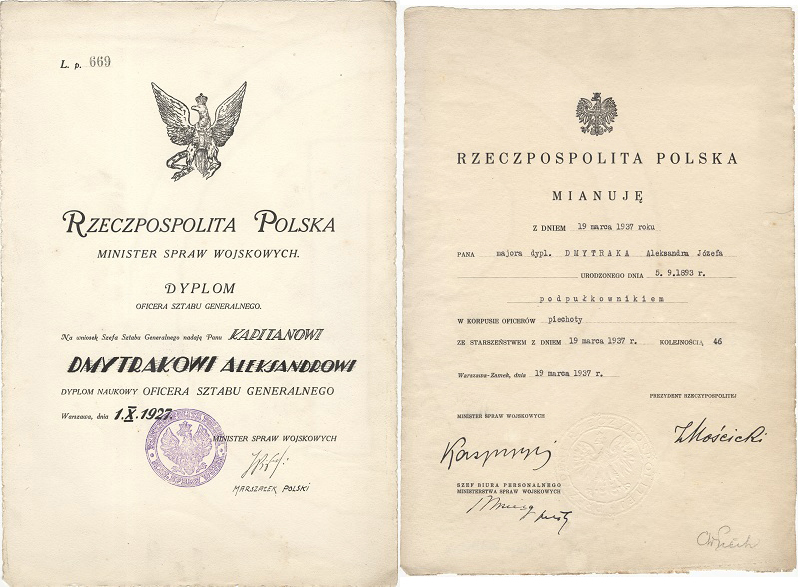 L. p. 669
RZECZPOSPOLITA POLSKA
MINISTER SPRAW WOJSKOWYCH.
DYPLOM
OFICERA SZTABU GENERALNEGO.
Na wniosek Szefa Sztabu Generalnego nadaję Panu KAPITANOWI
DMYTRAKOWI ALEKSANDROWI
DYPLOM NAUKOWY OFICERA SZTABU GENERALNEGO
Warszawa, dnia 1.X.1927.
MINISTER SPRAW WOJSKOWYCH
MARSZAŁEK POLSKI
RZECZPOSPOLITA POLSKA
MIANUJĘ
Z DNIEM 19 marca 1937 roku
PANA majora dypl. DMYTRAKA Aleksandra Józefa
URODZONEGO DNIA 5.9.1893 r.
podpułkownikiem
W KORPUSIE OFICERÓW piechoty
ZE STARSZEŃSTWEM Z DNIEM 19 marca 1937 r. KOLEJNOŚCIĄ 46
Warszawa-Zamek, dnia 19 marca 1937 r.
PREZYDENT RZECZYPOSPOLITEJ
MINISTER SPRAW WOJSKOWYCH
IMościcki
Kasprzycki
SZEF BIURA PERSONALNEGO
MINISTERSTWA SPRAW WOJSKOWYCH